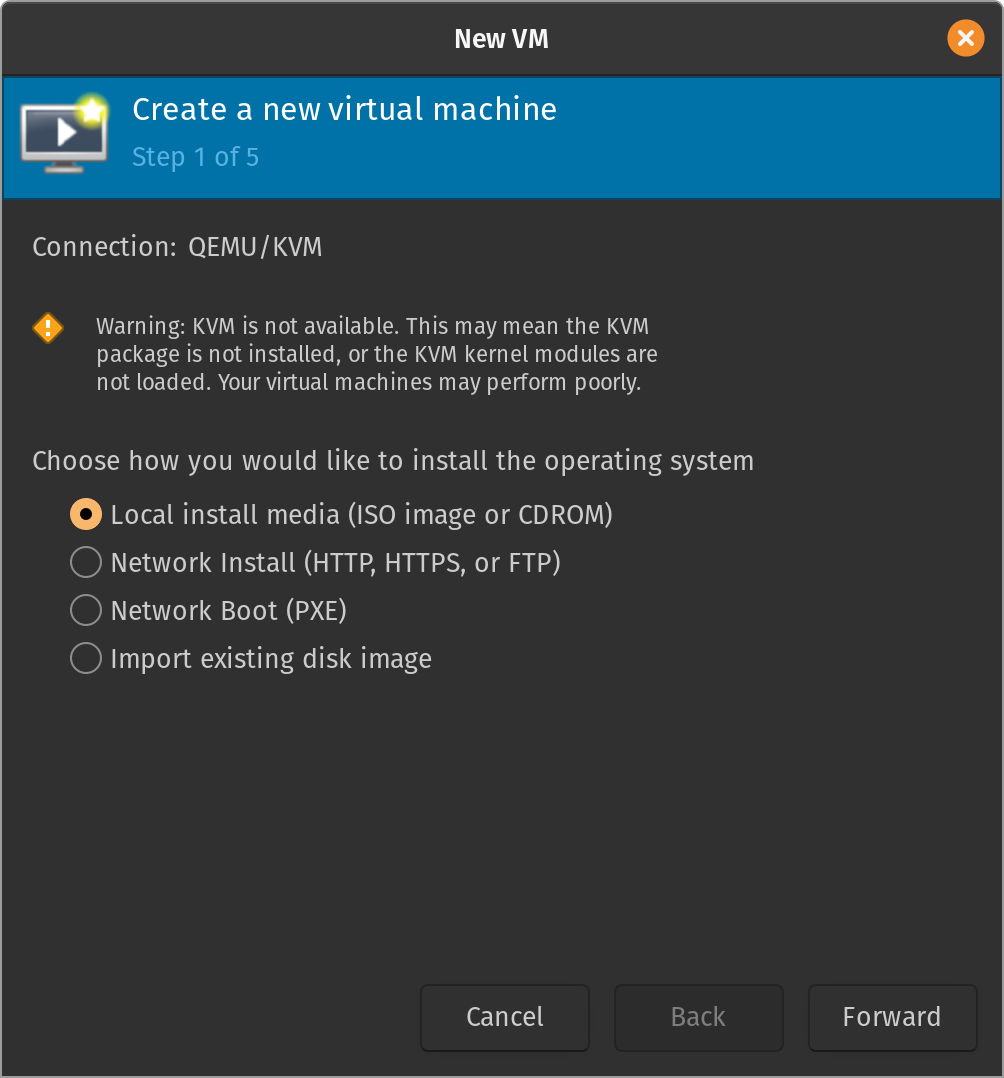 New VM
Create a new virtual machine
Step 1 of 5
Connection: QEMU/KVM
Warning: KVM is not available. This may mean the KVM
package is not installed, or the KVM kernel modules are
not loaded. Your virtual machines may perform poorly.
Choose how you would like to install the operating system
Local install media (ISO image or CDROM)
Network Install (HTTP, HTTPS, or FTP)
Network Boot (PXE)
Import existing disk image
Cancel
Back
Forward